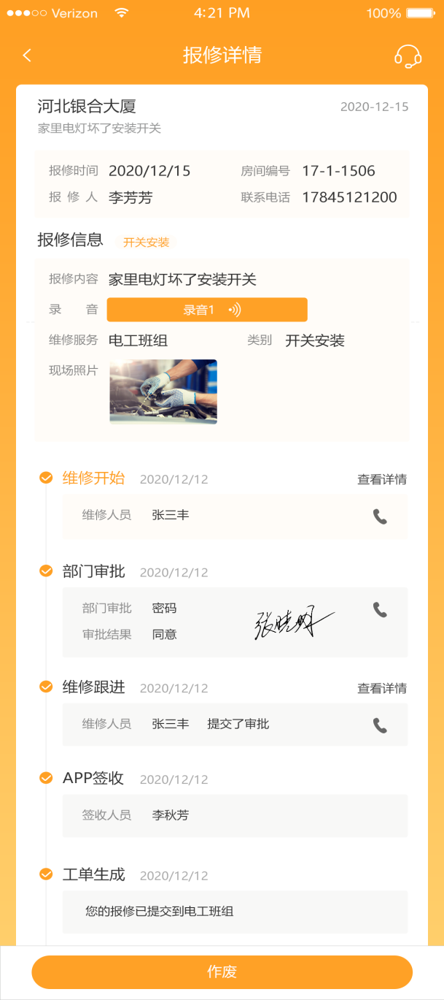 Verizon 4:21 PM 100%
报修详情
河北银合大厦 2020-12-15
家里电灯坏了安装开关
报修时间 2020/12/15 房间编号 17-1-1506
报修人 李芳芳 联系电话 17845121200
报修信息 开关安装
报修内容 家里电灯坏了安装开关
录音 录音1
维修服务 电工班组 类别 开关安装
现场照片
维修开始 2020/12/12 查看详情
维修人员 张三丰
部门审批 2020/12/12
部门审批 密码
张晓明
审批结果 同意
维修跟进 2020/12/12 查看详情
维修人员 张三丰 提交了审批
APP签收 2020/12/12
签收人员 李秋芳
工单生成 2020/12/12
您的报修已提交到电工班组
作废